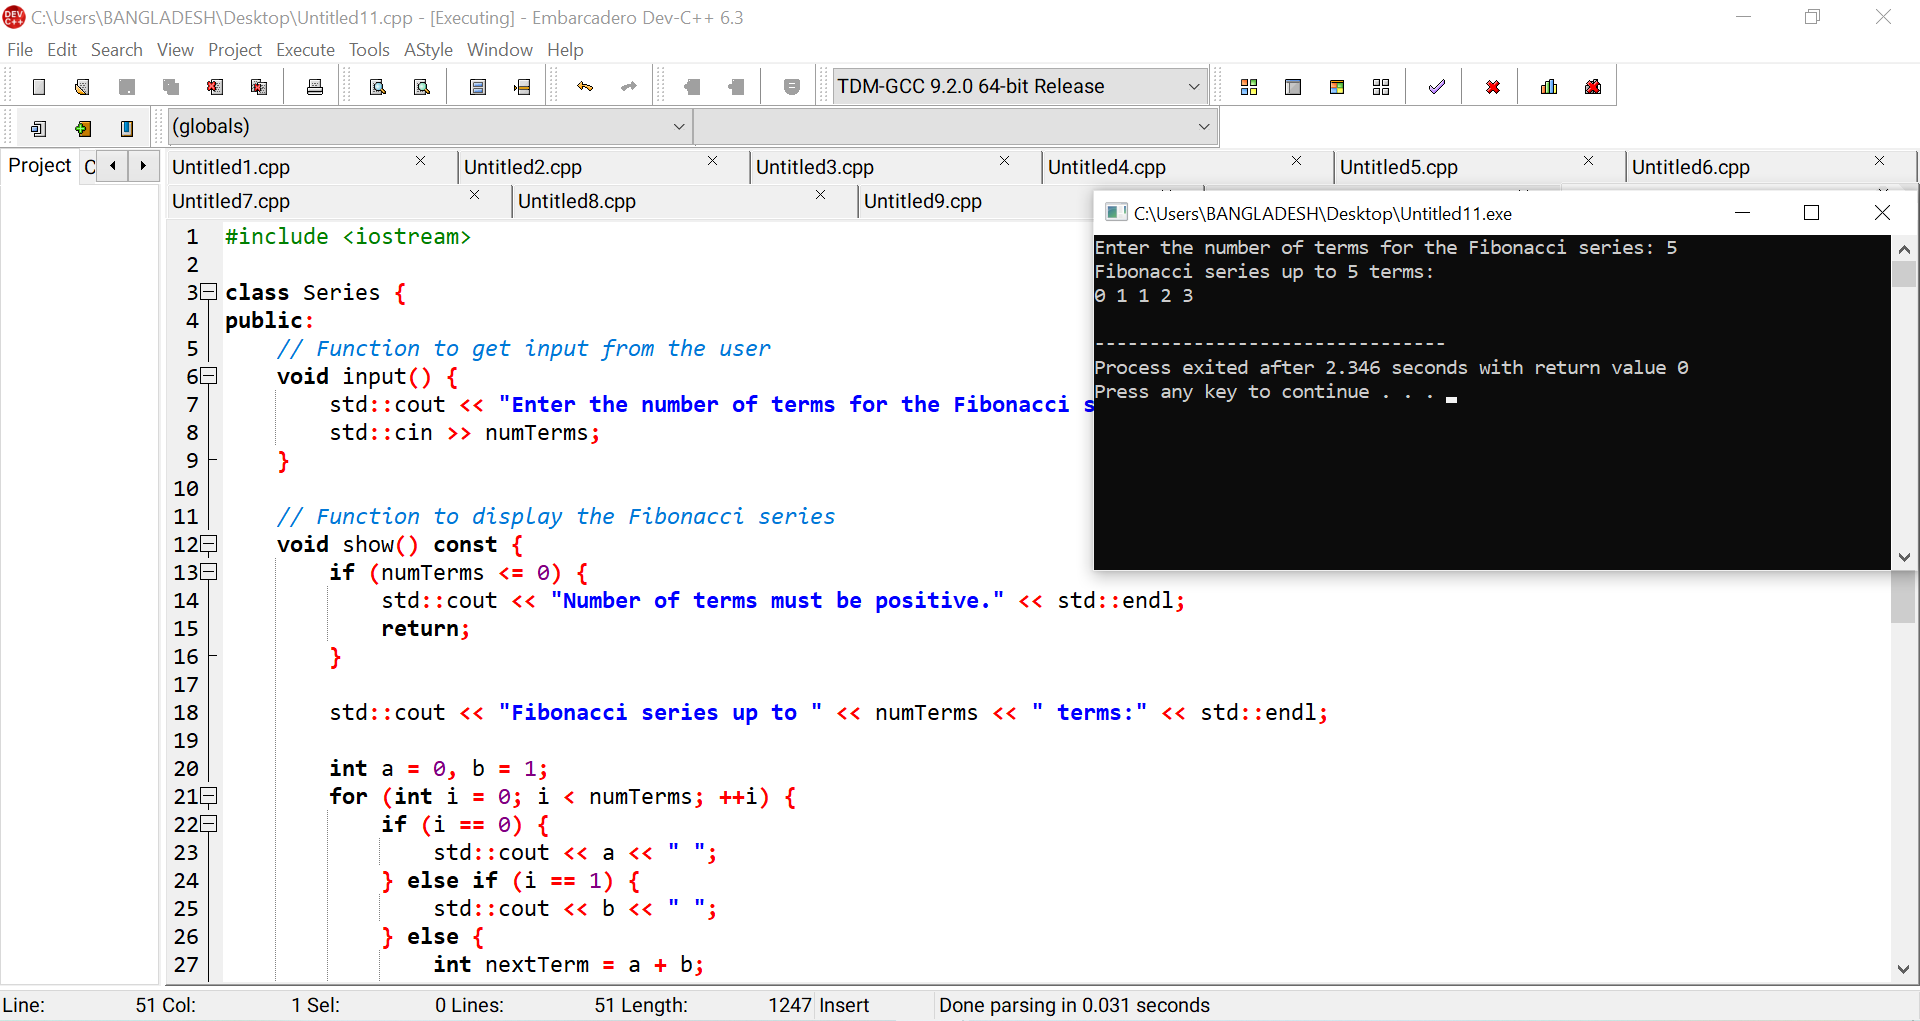 C:\Users\BANGLADESH\Desktop\Untitled11.cpp - [Executing] - Embarcadero Dev-C++ 6.3
File Edit Search View Project Execute Tools AStyle Window Help
TDM-GCC 9.2.0 64-bit Release
(globals)
Project
Untitled1.cpp Untitled2.cpp Untitled3.cpp Untitled4.cpp Untitled5.cpp Untitled6.cpp
Untitled7.cpp Untitled8.cpp Untitled9.cpp
1 #include <iostream>
2
3 class Series {
4 public:
5 // Function to get input from the user
6 void input() {
7 std::cout << "Enter the number of terms for the Fibonacci s
8 std::cin >> numTerms;
9 }
10
11 // Function to display the Fibonacci series
12 void show() const {
13 if (numTerms <= 0) {
14 std::cout << "Number of terms must be positive." << std::endl;
15 return;
16 }
17
18 std::cout << "Fibonacci series up to " << numTerms << " terms:" << std::endl;
19
20 int a = 0, b = 1;
21 for (int i = 0; i < numTerms; ++i) {
22 if (i == 0) {
23 std::cout << a << " ";
24 } else if (i == 1) {
25 std::cout << b << " ";
26 } else {
27 int nextTerm = a + b;
C:\Users\BANGLADESH\Desktop\Untitled11.exe
Enter the number of terms for the Fibonacci series: 5
Fibonacci series up to 5 terms:
0 1 1 2 3
--------------------------------
Process exited after 2.346 seconds with return value 0
Press any key to continue . . .
Line: 51 Col: 1 Sel: 0 Lines: 51 Length: 1247 Insert Done parsing in 0.031 seconds